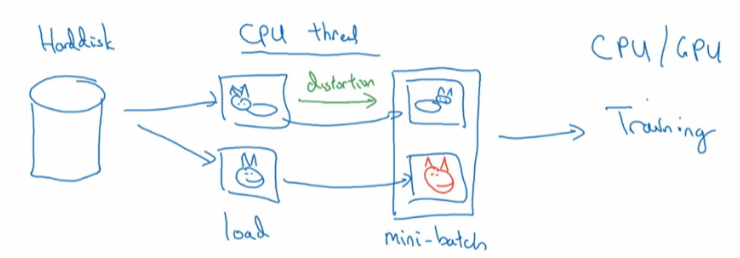 Harddisk
CPU thread
distortion
load
mini-batch
CPU/GPU
Training